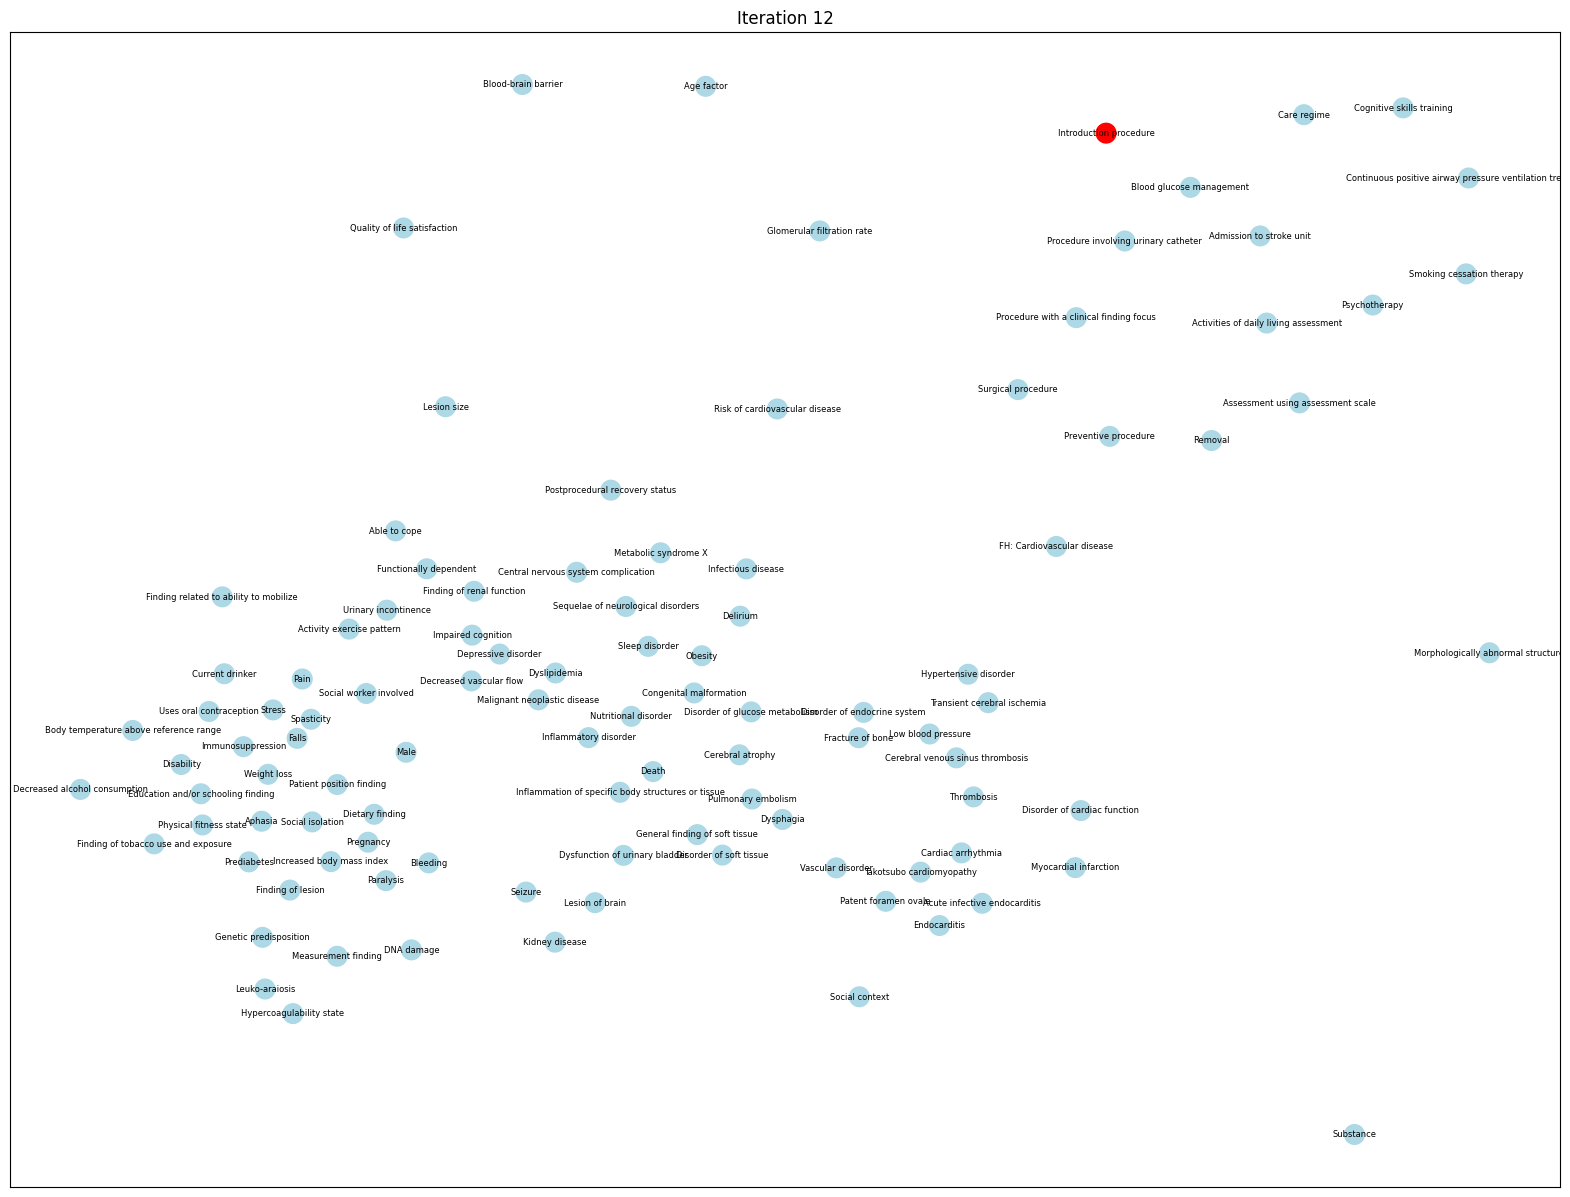 Iteration 12
Blood-brain barrier
Age factor
Cognitive skills training
Care regime
Introduction procedure
Continuous positive airway pressure ventilation tre
Blood glucose management
Quality of life satisfaction
Glomerular filtration rate
Admission to stroke unit
Procedure involving urinary catheter
Smoking cessation therapy
Psychotherapy
Procedure with a clinical finding focus
Activities of daily living assessment
Surgical procedure
Assessment using assessment scale
Lesion size
Risk of cardiovascular disease
Preventive procedure
Removal
Postprocedural recovery status
Able to cope
FH: Cardiovascular disease
Metabolic syndrome X
Functionally dependent
Central nervous system complication
Infectious disease
Finding of renal function
Finding related to ability to mobilize
Urinary incontinence
Sequelae of neurological disorders
Delirium
Activity exercise pattern
Impaired cognition
Sleep disorder
Depressive disorder
Obesity
Morphologically abnormal structure
Current drinker
Pain
Decreased vascular flow
Dyslipidemia
Hypertensive disorder
Social worker involved
Malignant neoplastic disease
Congenital malformation
Transient cerebral ischemia
Uses oral contraception
Stress
Spasticity
Nutritional disorder
Disorder of glucose metabolism
Disorder of endocrine system
Body temperature above reference range
Falls
Inflammatory disorder
Fracture of bone
Low blood pressure
Immunosuppression
Male
Cerebral atrophy
Cerebral venous sinus thrombosis
Disability
Weight loss
Death
Decreased alcohol consumption
Education and/or schooling finding
Patient position finding
Inflammation of specific body structures or tissue
Pulmonary embolism
Thrombosis
Physical fitness state
Aphasia
Social isolation
Dietary finding
Dysphagia
Disorder of cardiac function
Finding of tobacco use and exposure
Pregnancy
General finding of soft tissue
Prediabetes
Increased body mass index
Bleeding
Dysfunction of urinary bladder
Disorder of soft tissue
Cardiac arrhythmia
Vascular disorder
Takotsubo cardiomyopathy
Myocardial infarction
Paralysis
Finding of lesion
Seizure
Lesion of brain
Patent foramen ovale
Acute infective endocarditis
Endocarditis
Genetic predisposition
Measurement finding
DNA damage
Kidney disease
Leuko-araiosis
Social context
Hypercoagulability state
Substance